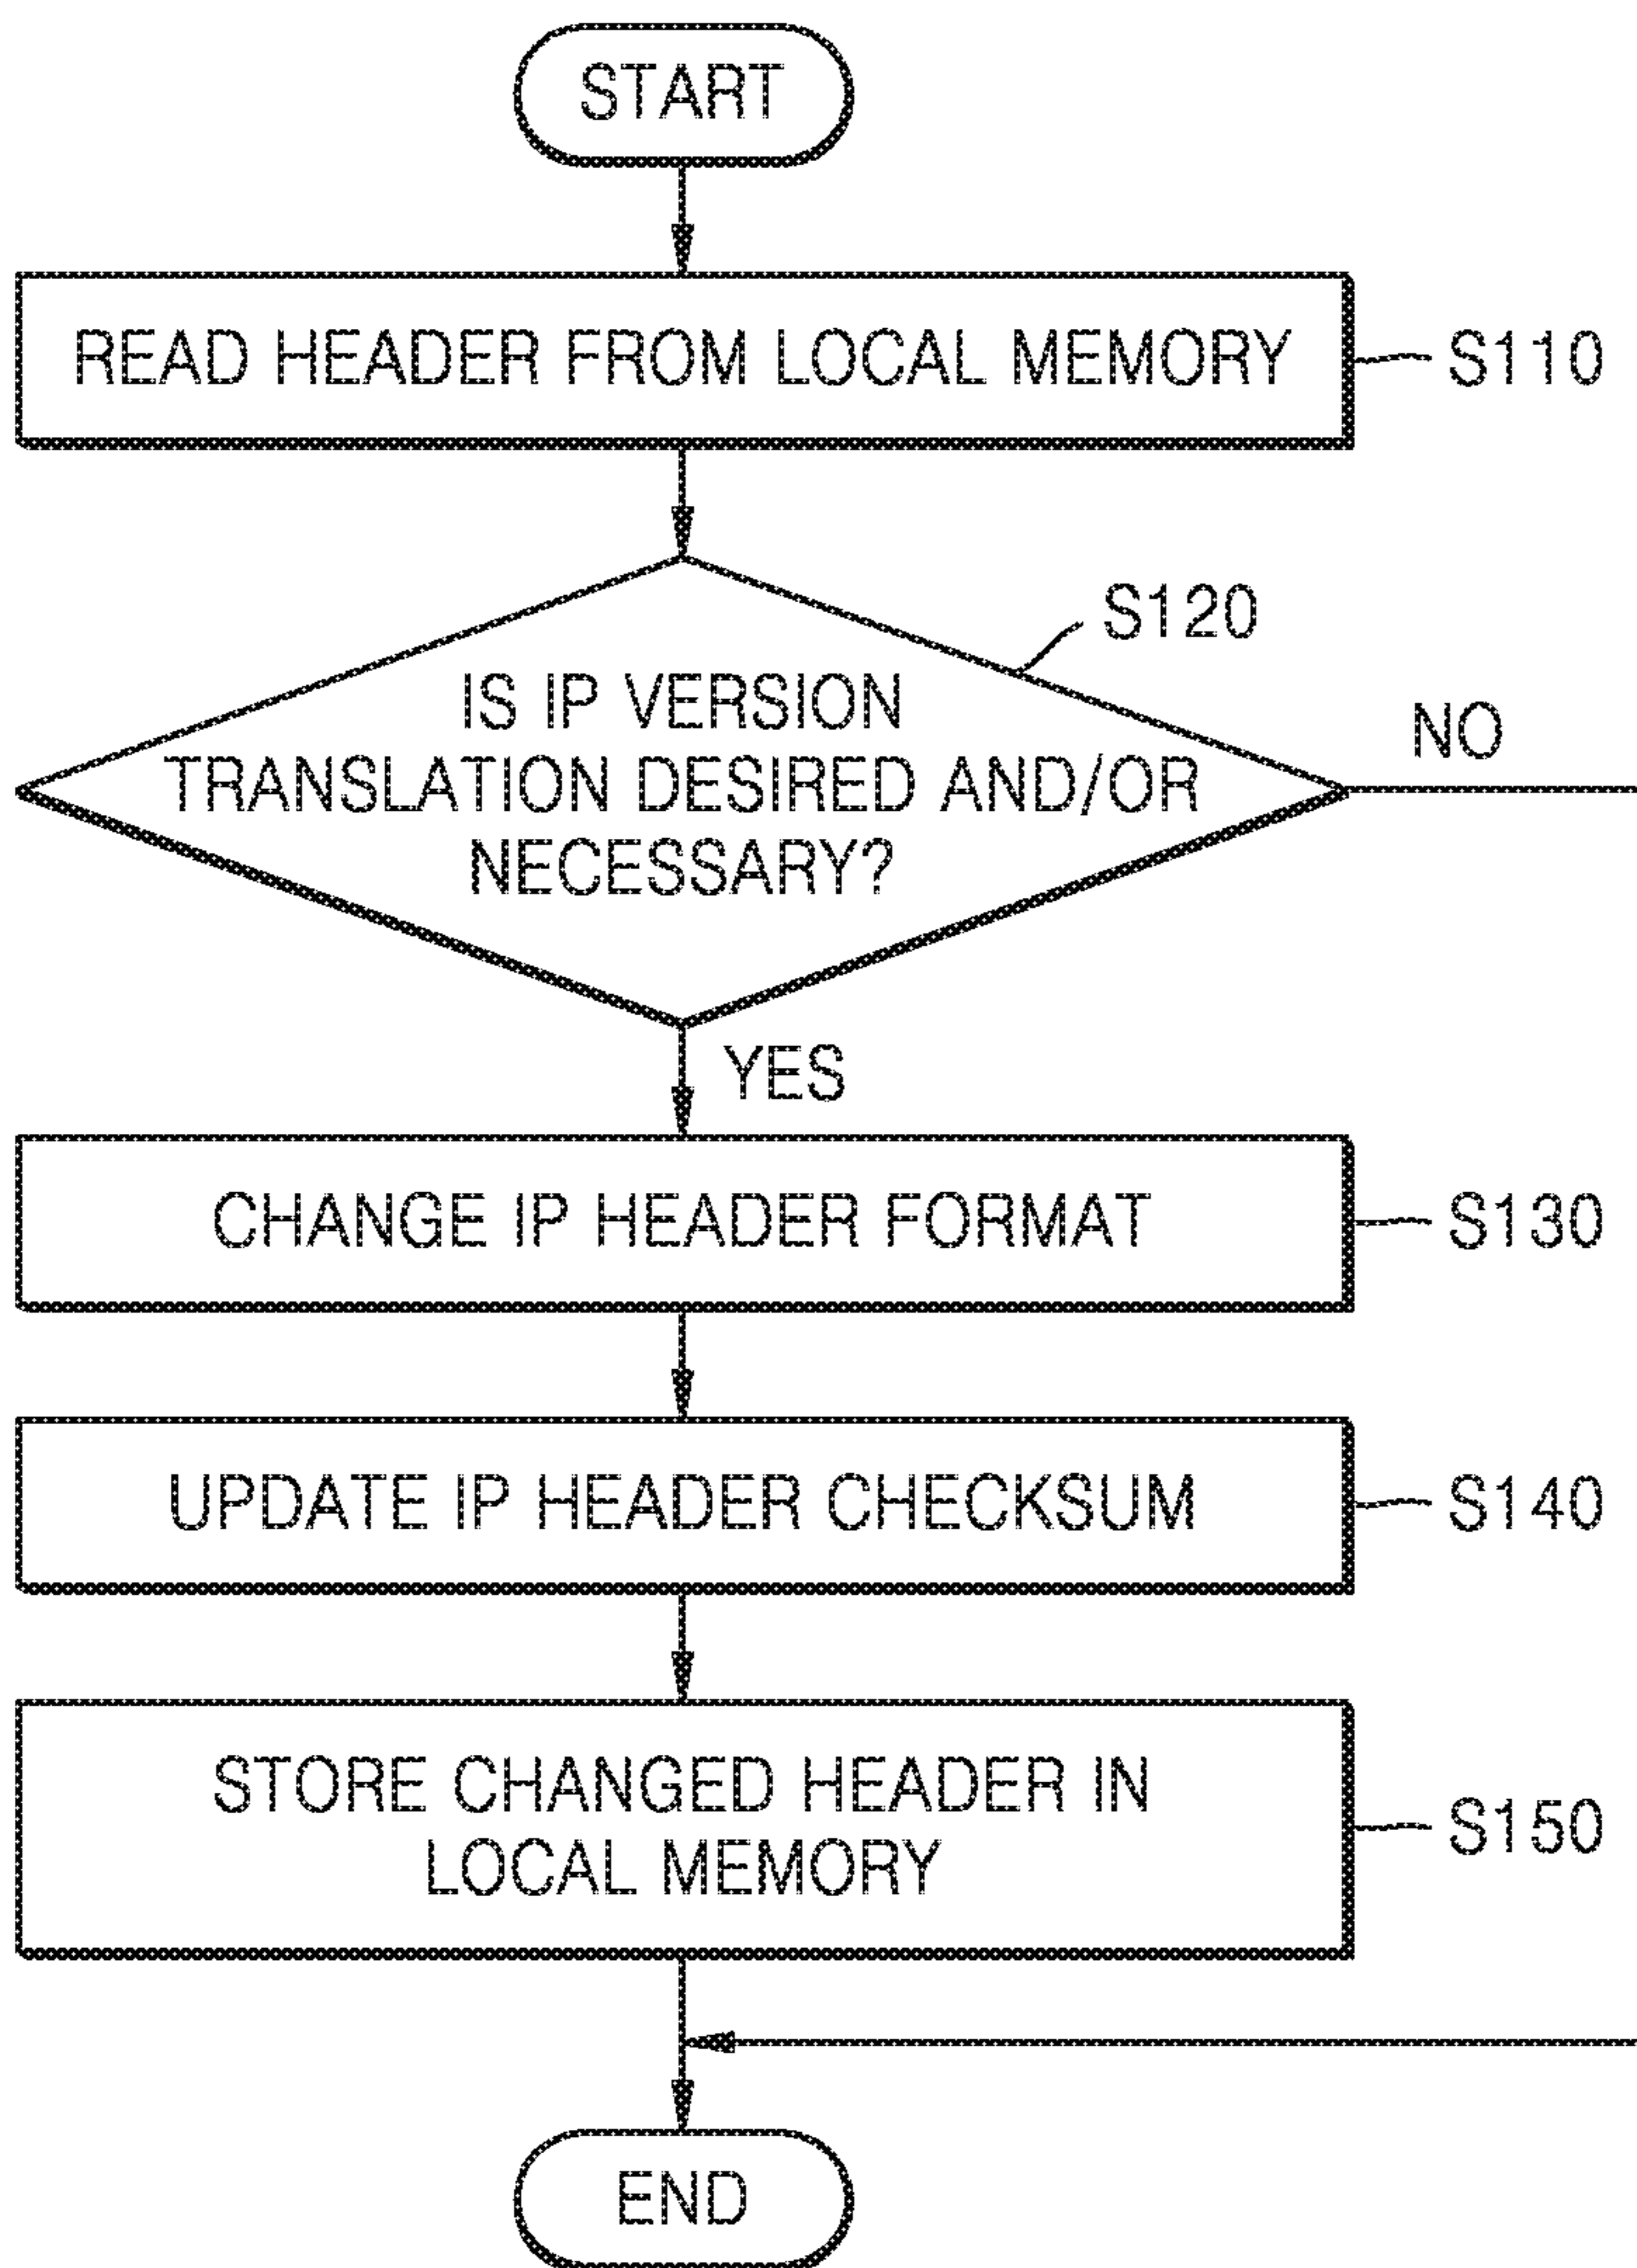 START
READ HEADER FROM LOCAL MEMORY
S110
S120
IS IP VERSION
TRANSLATION DESIRED AND/OR
NECESSARY?
NO
YES
CHANGE IP HEADER FORMAT
S130
UPDATE IP HEADER CHECKSUM
S140
STORE CHANGED HEADER IN
LOCAL MEMORY
S150
END